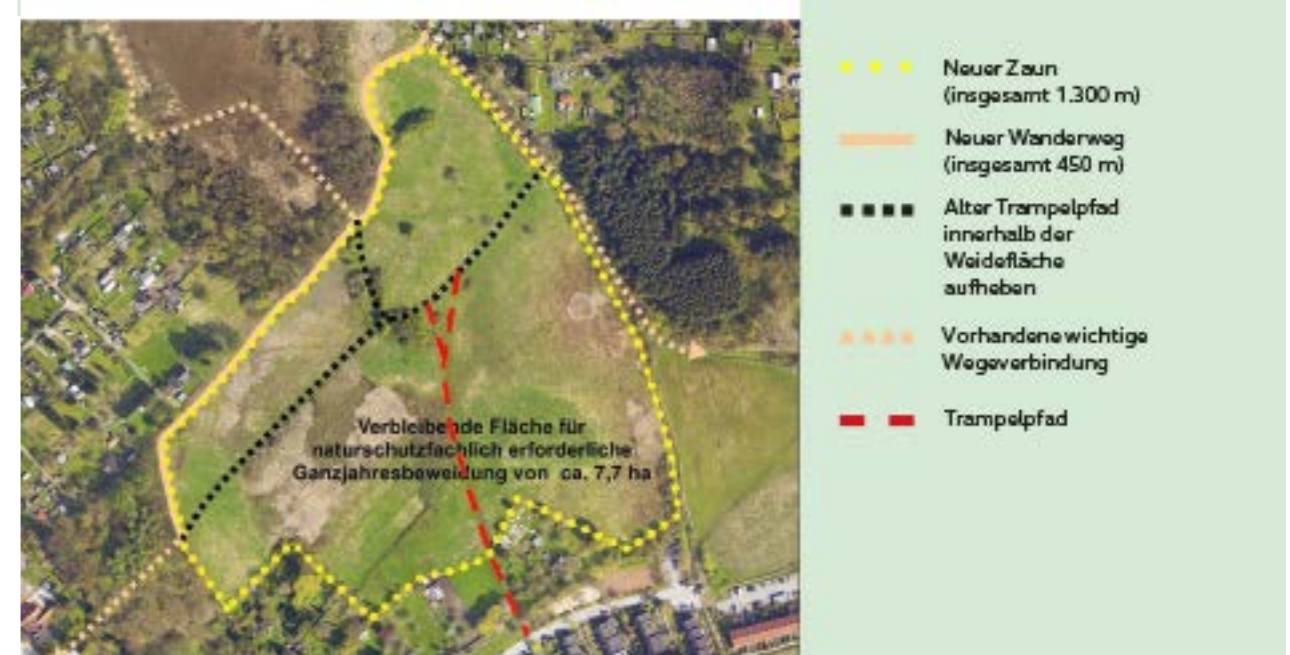 Neuer Zaun
(insgesamt 1.300 m)
Neuer Wanderweg
(insgesamt 450 m)
Alter Trampelpfad
innerhalb der
Weidefläche
aufheben
Vorhandene wichtige
Wegeverbindung
Trampelpfad
Verbleibende Fläche für
naturschutzfachlich erforderliche
Ganzjahresbeweidung von ca. 7,7 ha